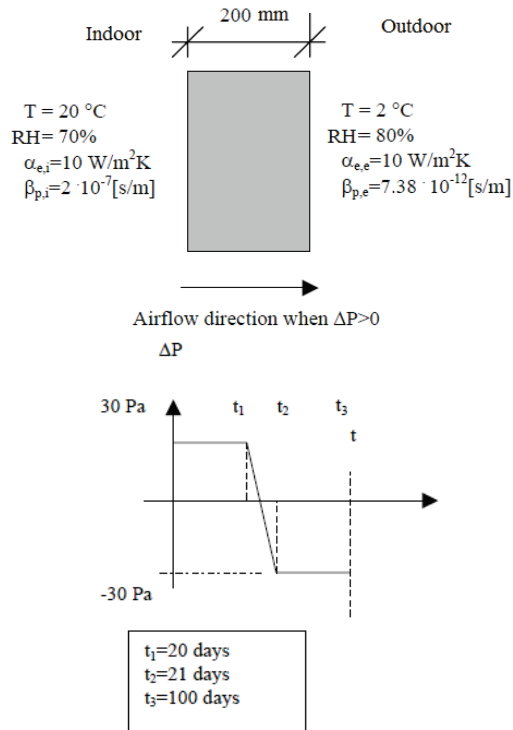 200 mm
Indoor
Outdoor
T = 20 °C
RH= 70%
αe,i=10 W/m²K
βp,i=2 ·10⁻⁷[s/m]
T = 2 °C
RH= 80%
αe,e=10 W/m²K
βp,e=7.38 · 10⁻¹²[s/m]
Airflow direction when ΔP>0
ΔP
30 Pa
t₁
t₂
t₃
t
-30 Pa
t₁=20 days
t₂=21 days
t₃=100 days